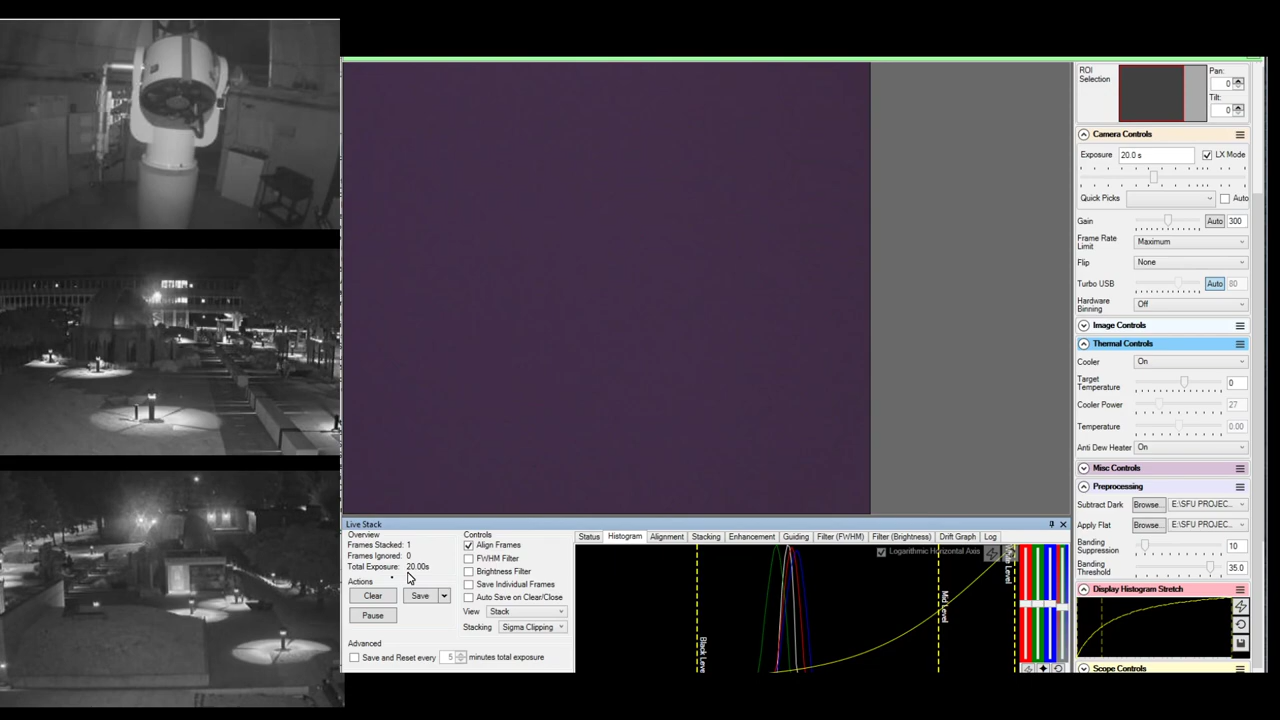 ROI Selection
Pan:
0
Tilt:
0
Camera Controls
Exposure 20.0 s LX Mode
Quick Picks Auto
Gain Auto 300
Frame Rate Limit Maximum
Flip None
Turbo USB Auto 80
Hardware Binning Off
Image Controls
Thermal Controls
Cooler On
Target Temperature 0
Cooler Power 27
Temperature 0.00
Anti Dew Heater On
Misc Controls
Preprocessing
Subtract Dark Browse... E:\SFU PROJEC...
Apply Flat Browse... E:\SFU PROJEC...
Banding Suppression 10
Banding Threshold 35.0
Display Histogram Stretch
Scope Controls
Live Stack
Overview
Frames Stacked: 1
Frames Ignored: 0
Total Exposure: 20.00s
Actions
Clear Save
Pause
Advanced
Save and Reset every 5 minutes total exposure
Controls
Align Frames
FWHM Filter
Brightness Filter
Save Individual Frames
Auto Save on Clear/Close
View Stack
Stacking Sigma Clipping
Status Histogram Alignment Stacking Enhancement Guiding Filter (FWHM) Filter (Brightness) Drift Graph Log
Logarithmic Horizontal Axis
Black Leve
Mid Level
Level